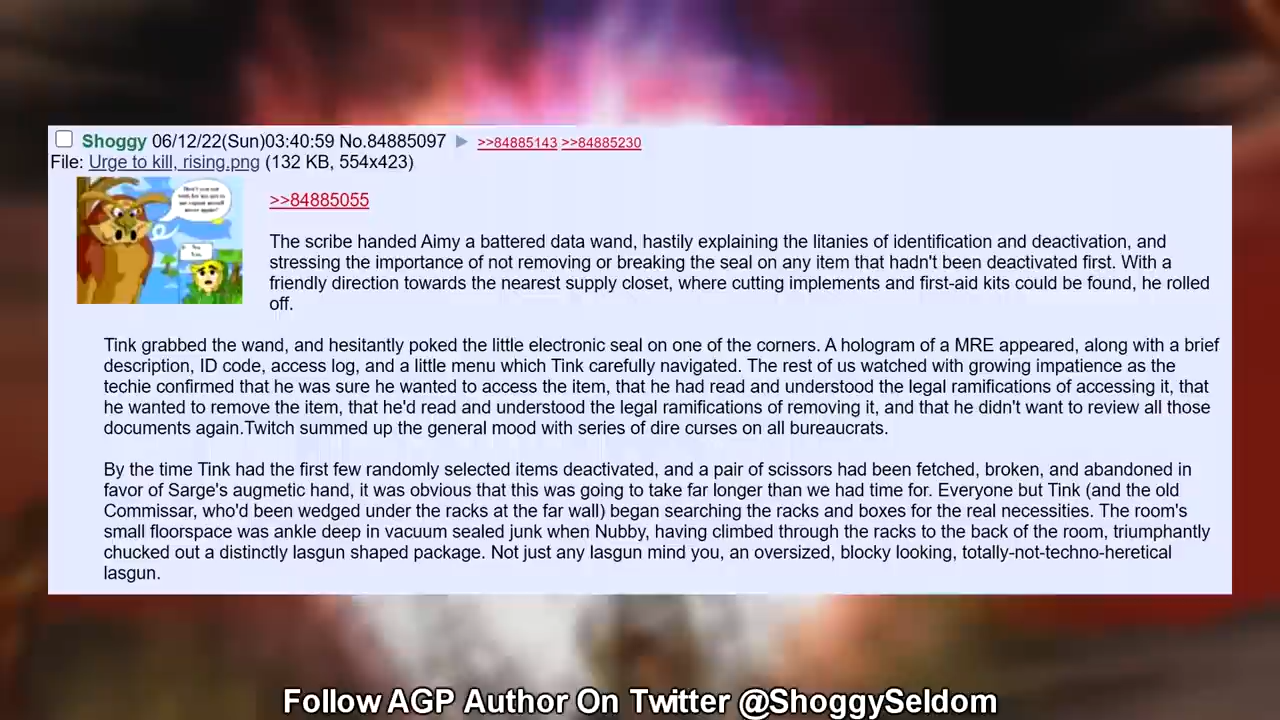 Shoggy 06/12/22(Sun)03:40:59 No.84885097 ▶ >>84885143 >>84885230
File: Urge to kill, rising.png (132 KB, 554x423)
>>84885055
The scribe handed Aimy a battered data wand, hastily explaining the litanies of identification and deactivation, and
stressing the importance of not removing or breaking the seal on any item that hadn't been deactivated first. With a
friendly direction towards the nearest supply closet, where cutting implements and first-aid kits could be found, he rolled
off.
Tink grabbed the wand, and hesitantly poked the little electronic seal on one of the corners. A hologram of a MRE appeared, along with a brief
description, ID code, access log, and a little menu which Tink carefully navigated. The rest of us watched with growing impatience as the
techie confirmed that he was sure he wanted to access the item, that he had read and understood the legal ramifications of accessing it, that
he wanted to remove the item, that he'd read and understood the legal ramifications of removing it, and that he didn't want to review all those
documents again.Twitch summed up the general mood with series of dire curses on all bureaucrats.
By the time Tink had the first few randomly selected items deactivated, and a pair of scissors had been fetched, broken, and abandoned in
favor of Sarge's augmetic hand, it was obvious that this was going to take far longer than we had time for. Everyone but Tink (and the old
Commissar, who'd been wedged under the racks at the far wall) began searching the racks and boxes for the real necessities. The room's
small floorspace was ankle deep in vacuum sealed junk when Nubby, having climbed through the racks to the back of the room, triumphantly
chucked out a distinctly lasgun shaped package. Not just any lasgun mind you, an oversized, blocky looking, totally-not-techno-heretical
lasgun.
Follow AGP Author On Twitter @ShoggySeldom